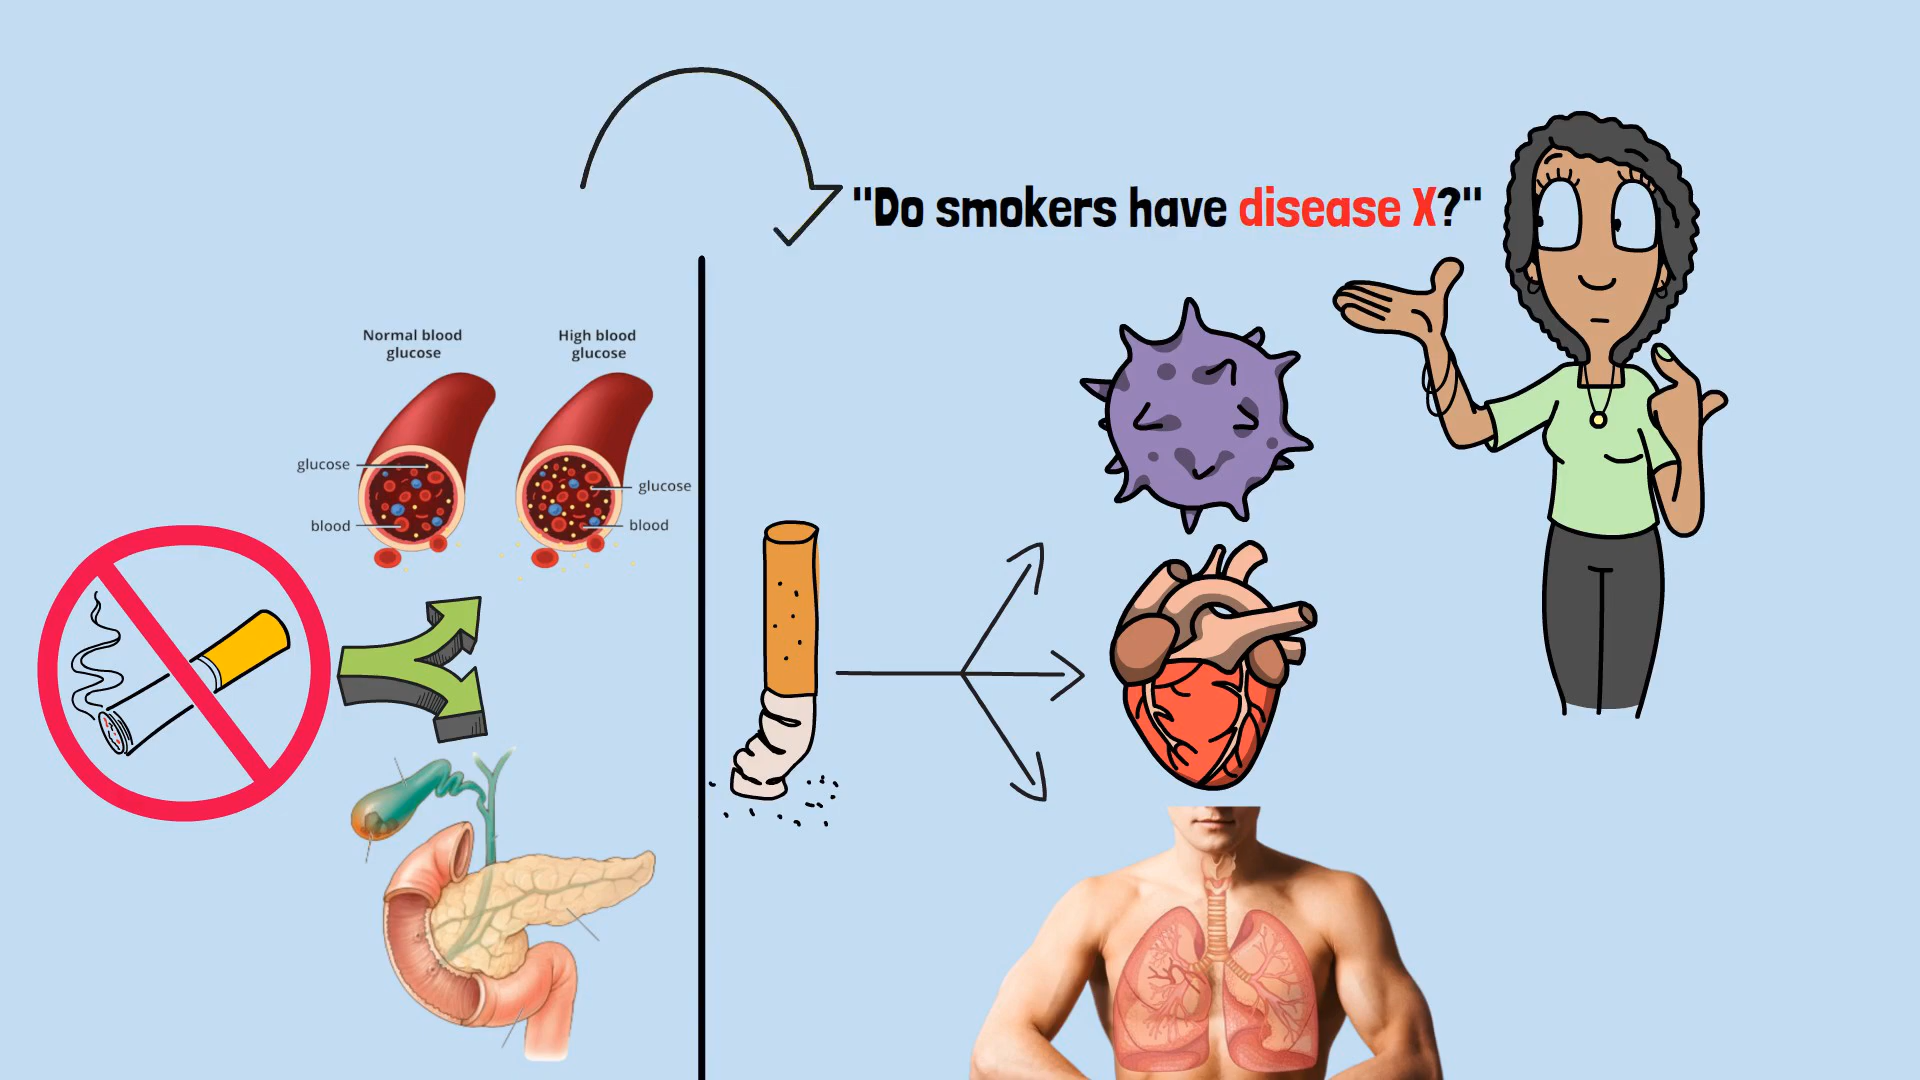 "Do smokers have disease X?"
Normal blood
glucose
High blood
glucose
glucose
glucose
blood
blood